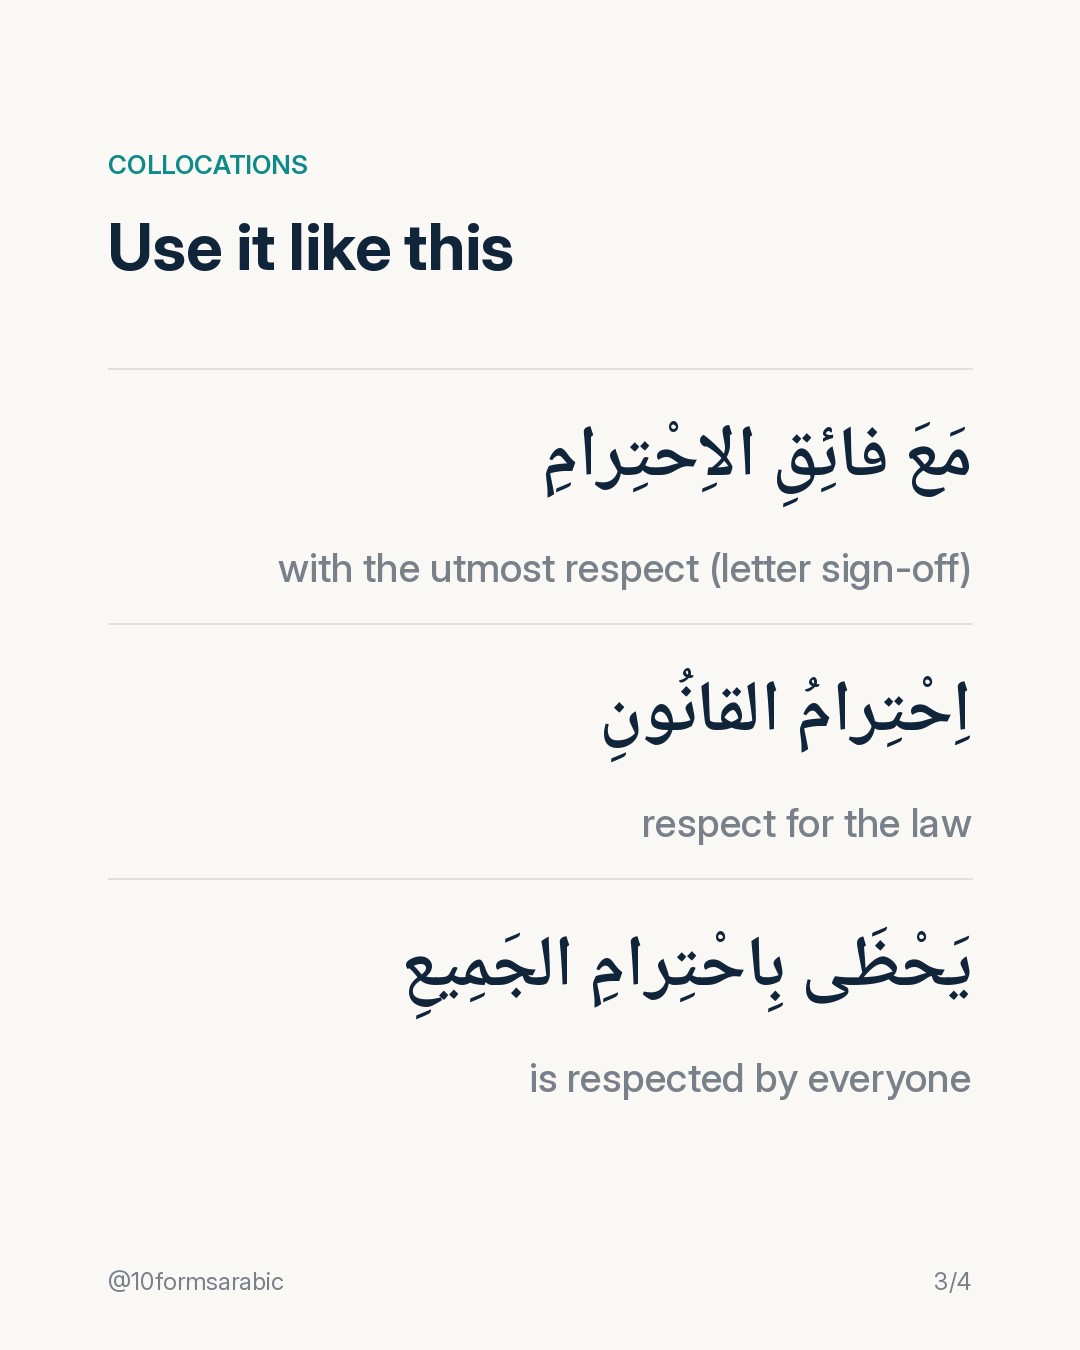 COLLOCATIONS
Use it like this
مَعَ فائِقِ الاِحْتِرامِ
with the utmost respect (letter sign-off)
اِحْتِرامُ القانُونِ
respect for the law
يَحْظَى بِاحْتِرامِ الجَمِيعِ
is respected by everyone
@10formsarabic
3/4